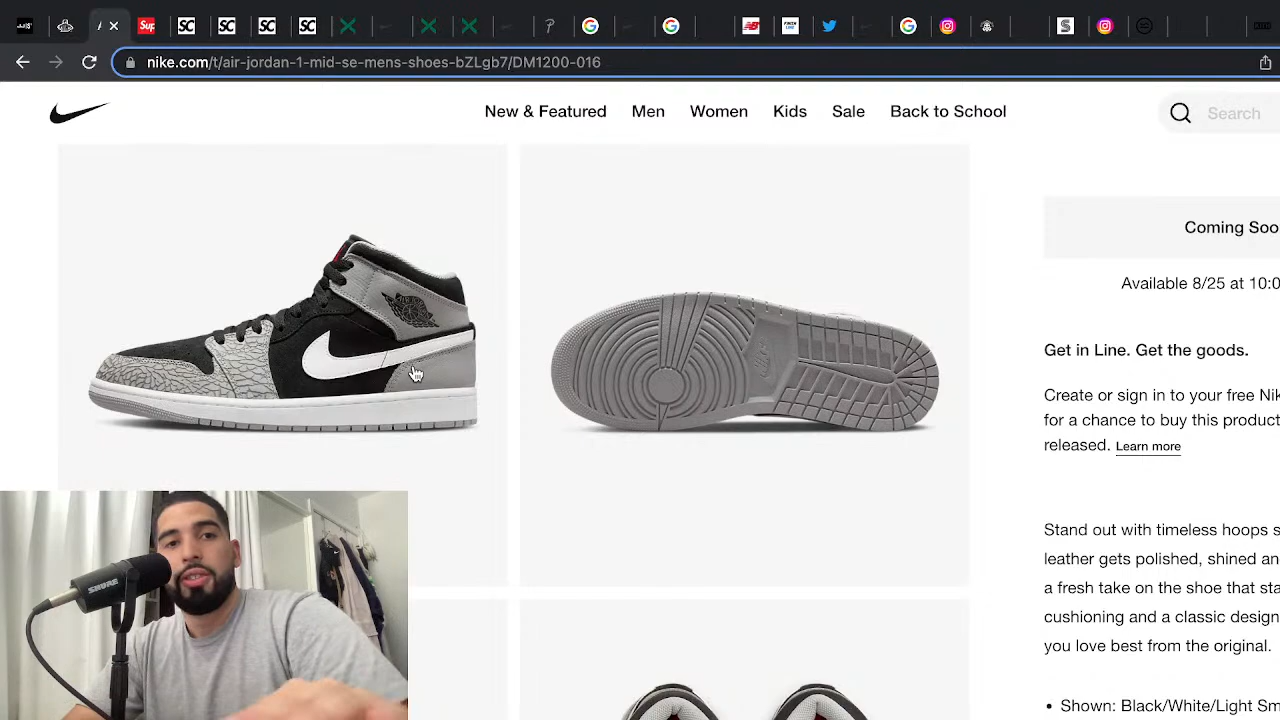 nike.com/t/air-jordan-1-mid-se-mens-shoes-bZLgb7/DM1200-016
New & Featured Men Women Kids Sale Back to School
Search
Coming Soo
Available 8/25 at 10:0
Get in Line. Get the goods.
Create or sign in to your free Nik
for a chance to buy this product
released. Learn more
Stand out with timeless hoops s
leather gets polished, shined an
a fresh take on the shoe that sta
cushioning and a classic design
you love best from the original.
• Shown: Black/White/Light Sm
SHURE